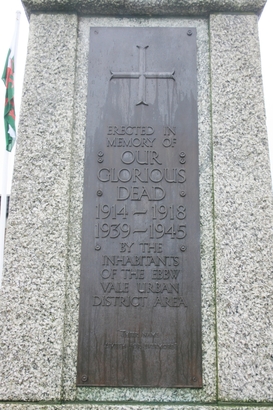 ERECTED IN
MEMORY OF
OUR
GLORIOUS
DEAD
1914-1918
1939-1945
BY THE
INHABITANTS
OF THE EBBW
VALE URBAN
DISTRICT AREA.